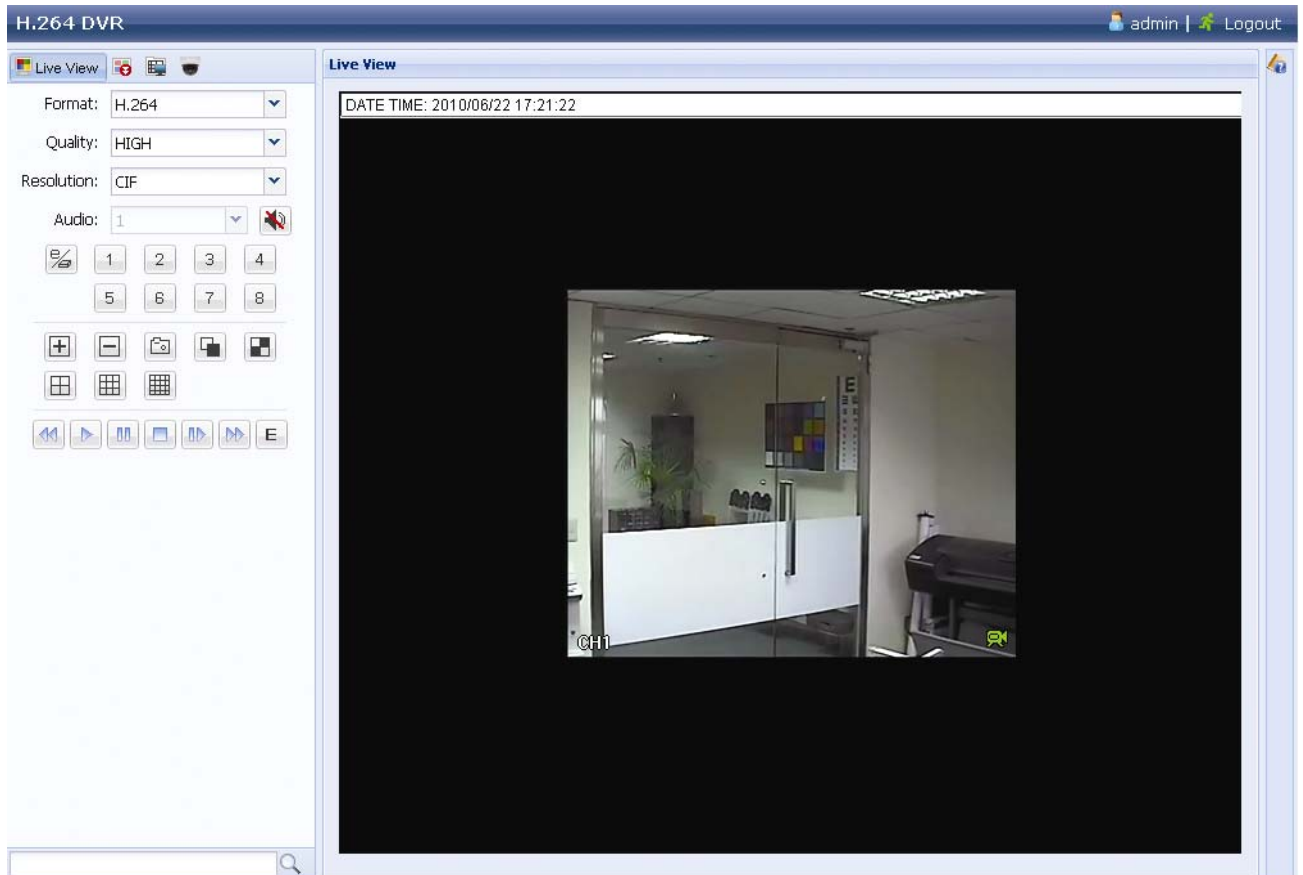 H.264 DVR
admin | Logout
Live View
Live View
Format: H.264
DATE TIME: 2010/06/22 17:21:22
Quality: HIGH
Resolution: CIF
Audio: 1
1 2 3 4
5 6 7 8
E
E
CH1